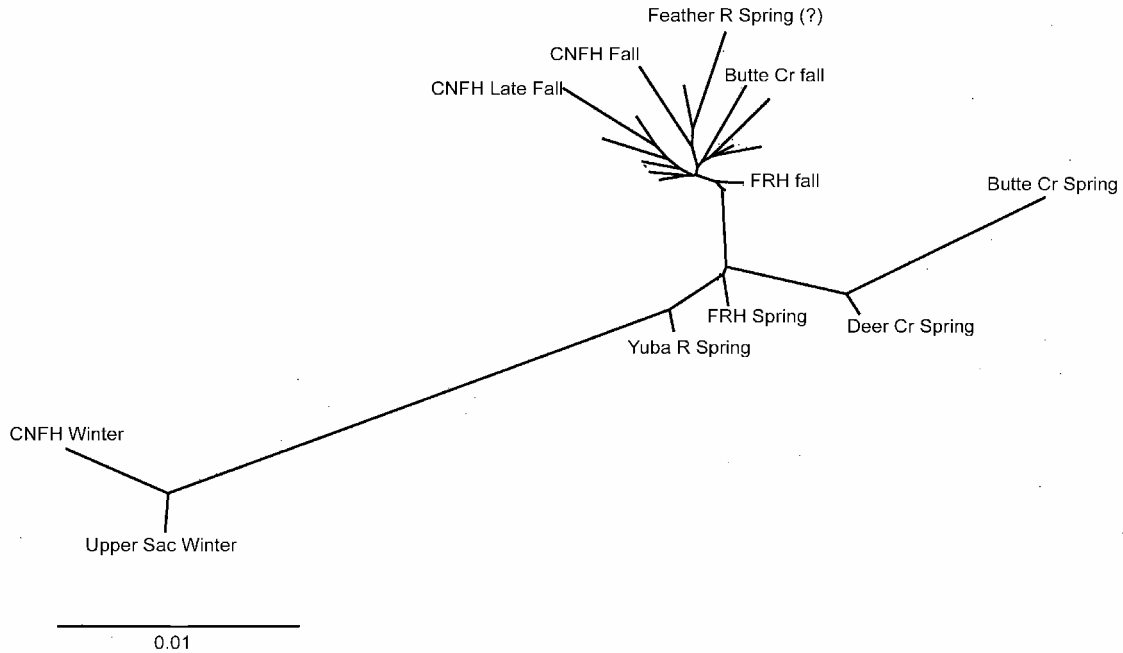 Feather R Spring (?)
CNFH Fall
Butte Cr fall
CNFH Late Fall
FRH fall
Butte Cr Spring
FRH Spring
Deer Cr Spring
Yuba R Spring
CNFH Winter
Upper Sac Winter
0.01